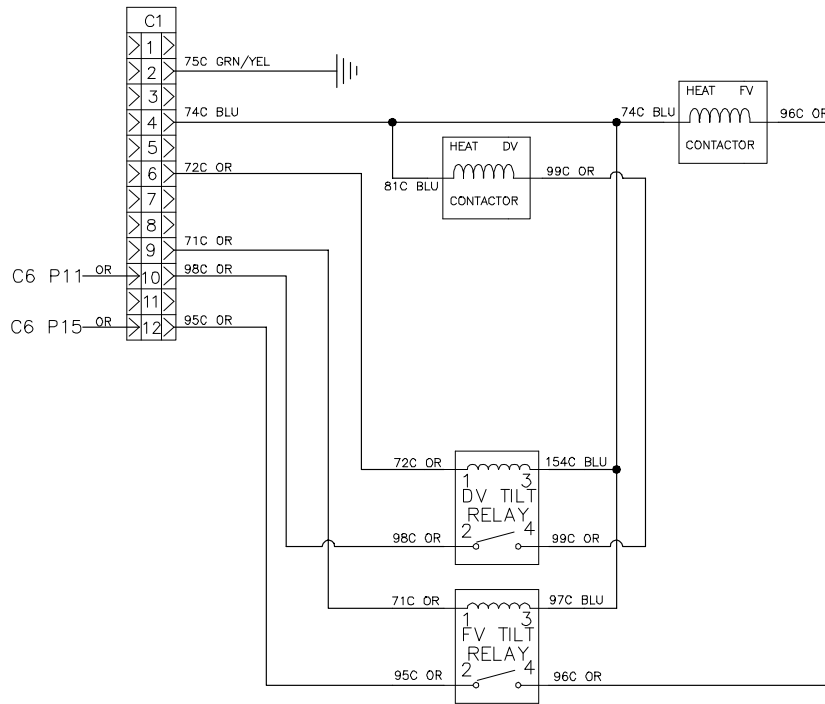 C1
1
2
75C GRN/YEL
3
4
74C BLU
74C BLU
HEAT FV
CONTACTOR
96C OR
5
HEAT DV
CONTACTOR
81C BLU
99C OR
6
72C OR
7
8
9
71C OR
C6 P11
OR
10
98C OR
11
C6 P15
OR
12
95C OR
72C OR
154C BLU
1 3
DV TILT
RELAY
2 4
98C OR
99C OR
71C OR
97C BLU
1 3
FV TILT
RELAY
2 4
95C OR
96C OR